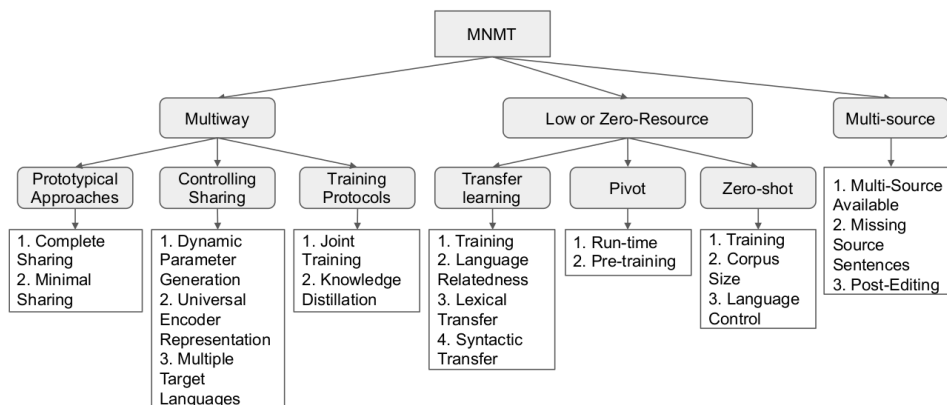 MNMT
Multiway
Low or Zero-Resource
Multi-source
Prototypical
Approaches
Controlling
Sharing
Training
Protocols
Transfer
learning
Pivot
Zero-shot
1. Complete
Sharing
2. Minimal
Sharing
1. Dynamic
Parameter
Generation
2. Universal
Encoder
Representation
3. Multiple
Target
Languages
1. Joint
Training
2. Knowledge
Distillation
1. Training
2. Language
Relatedness
3. Lexical
Transfer
4. Syntactic
Transfer
1. Run-time
2. Pre-training
1. Training
2. Corpus
Size
3. Language
Control
1. Multi-Source
Available
2. Missing
Source
Sentences
3. Post-Editing